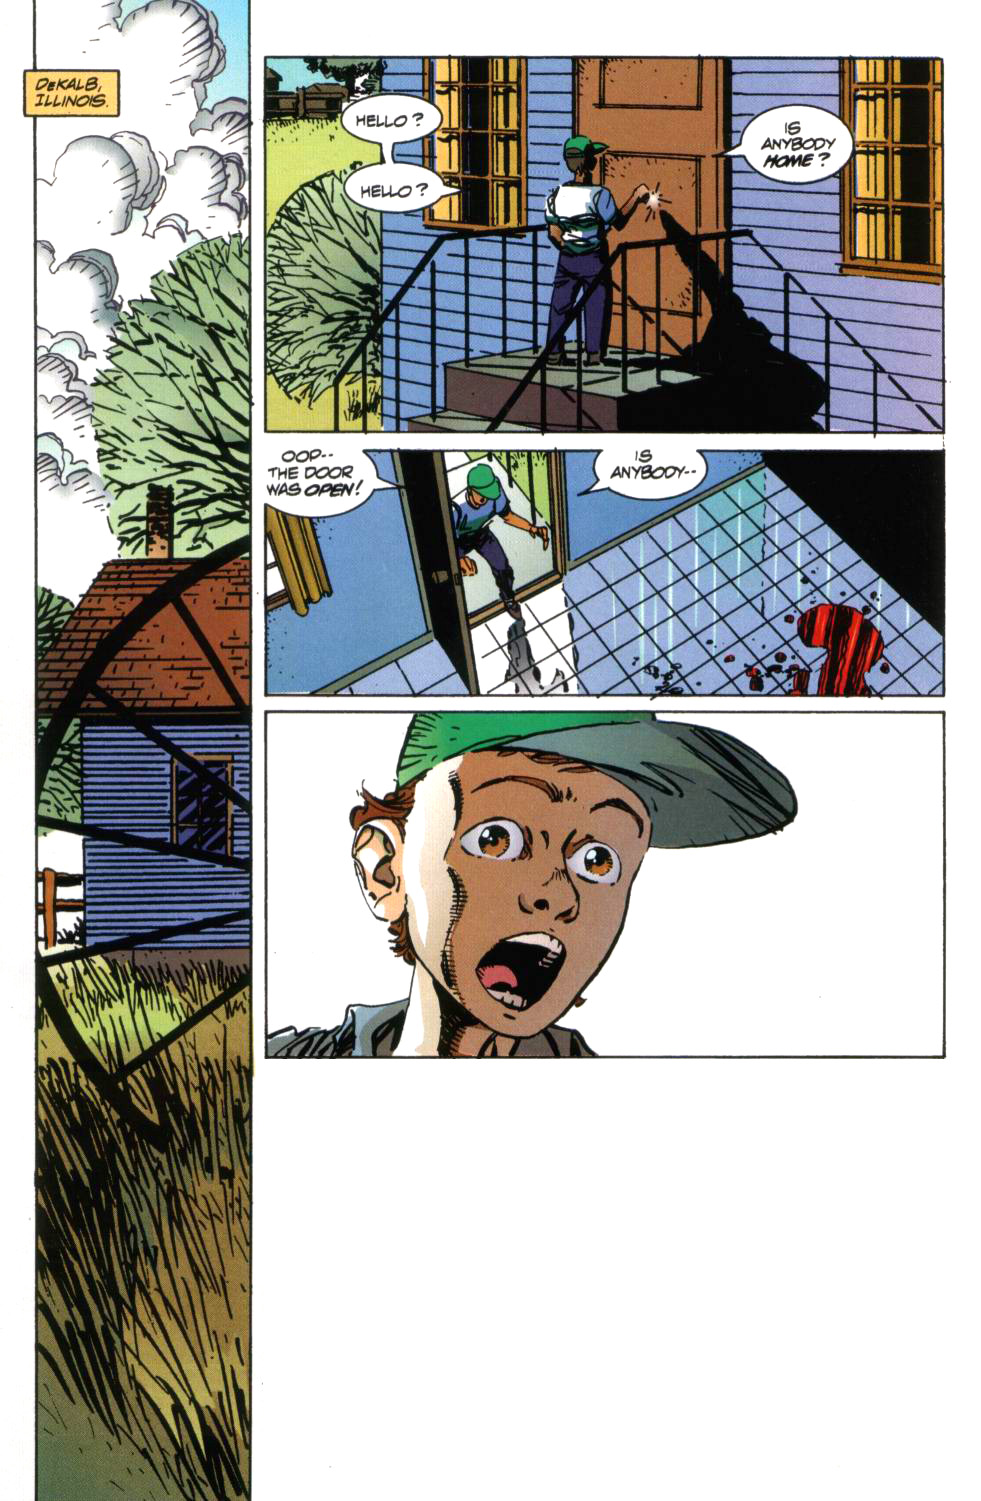 DEKALB,
ILLINOIS.
HELLO?
HELLO?
IS
ANYBODY
HOME?
OOP--
THE DOOR
WAS OPEN!
IS
ANYBODY--